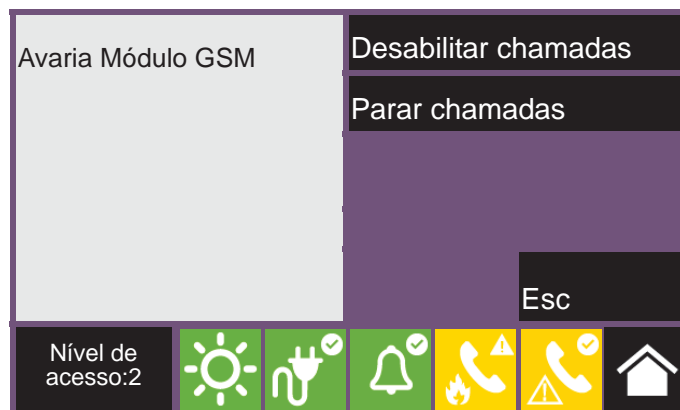 Avaria Módulo GSM
Desabilitar chamadas
Parar chamadas
Esc
Nível de
acesso:2